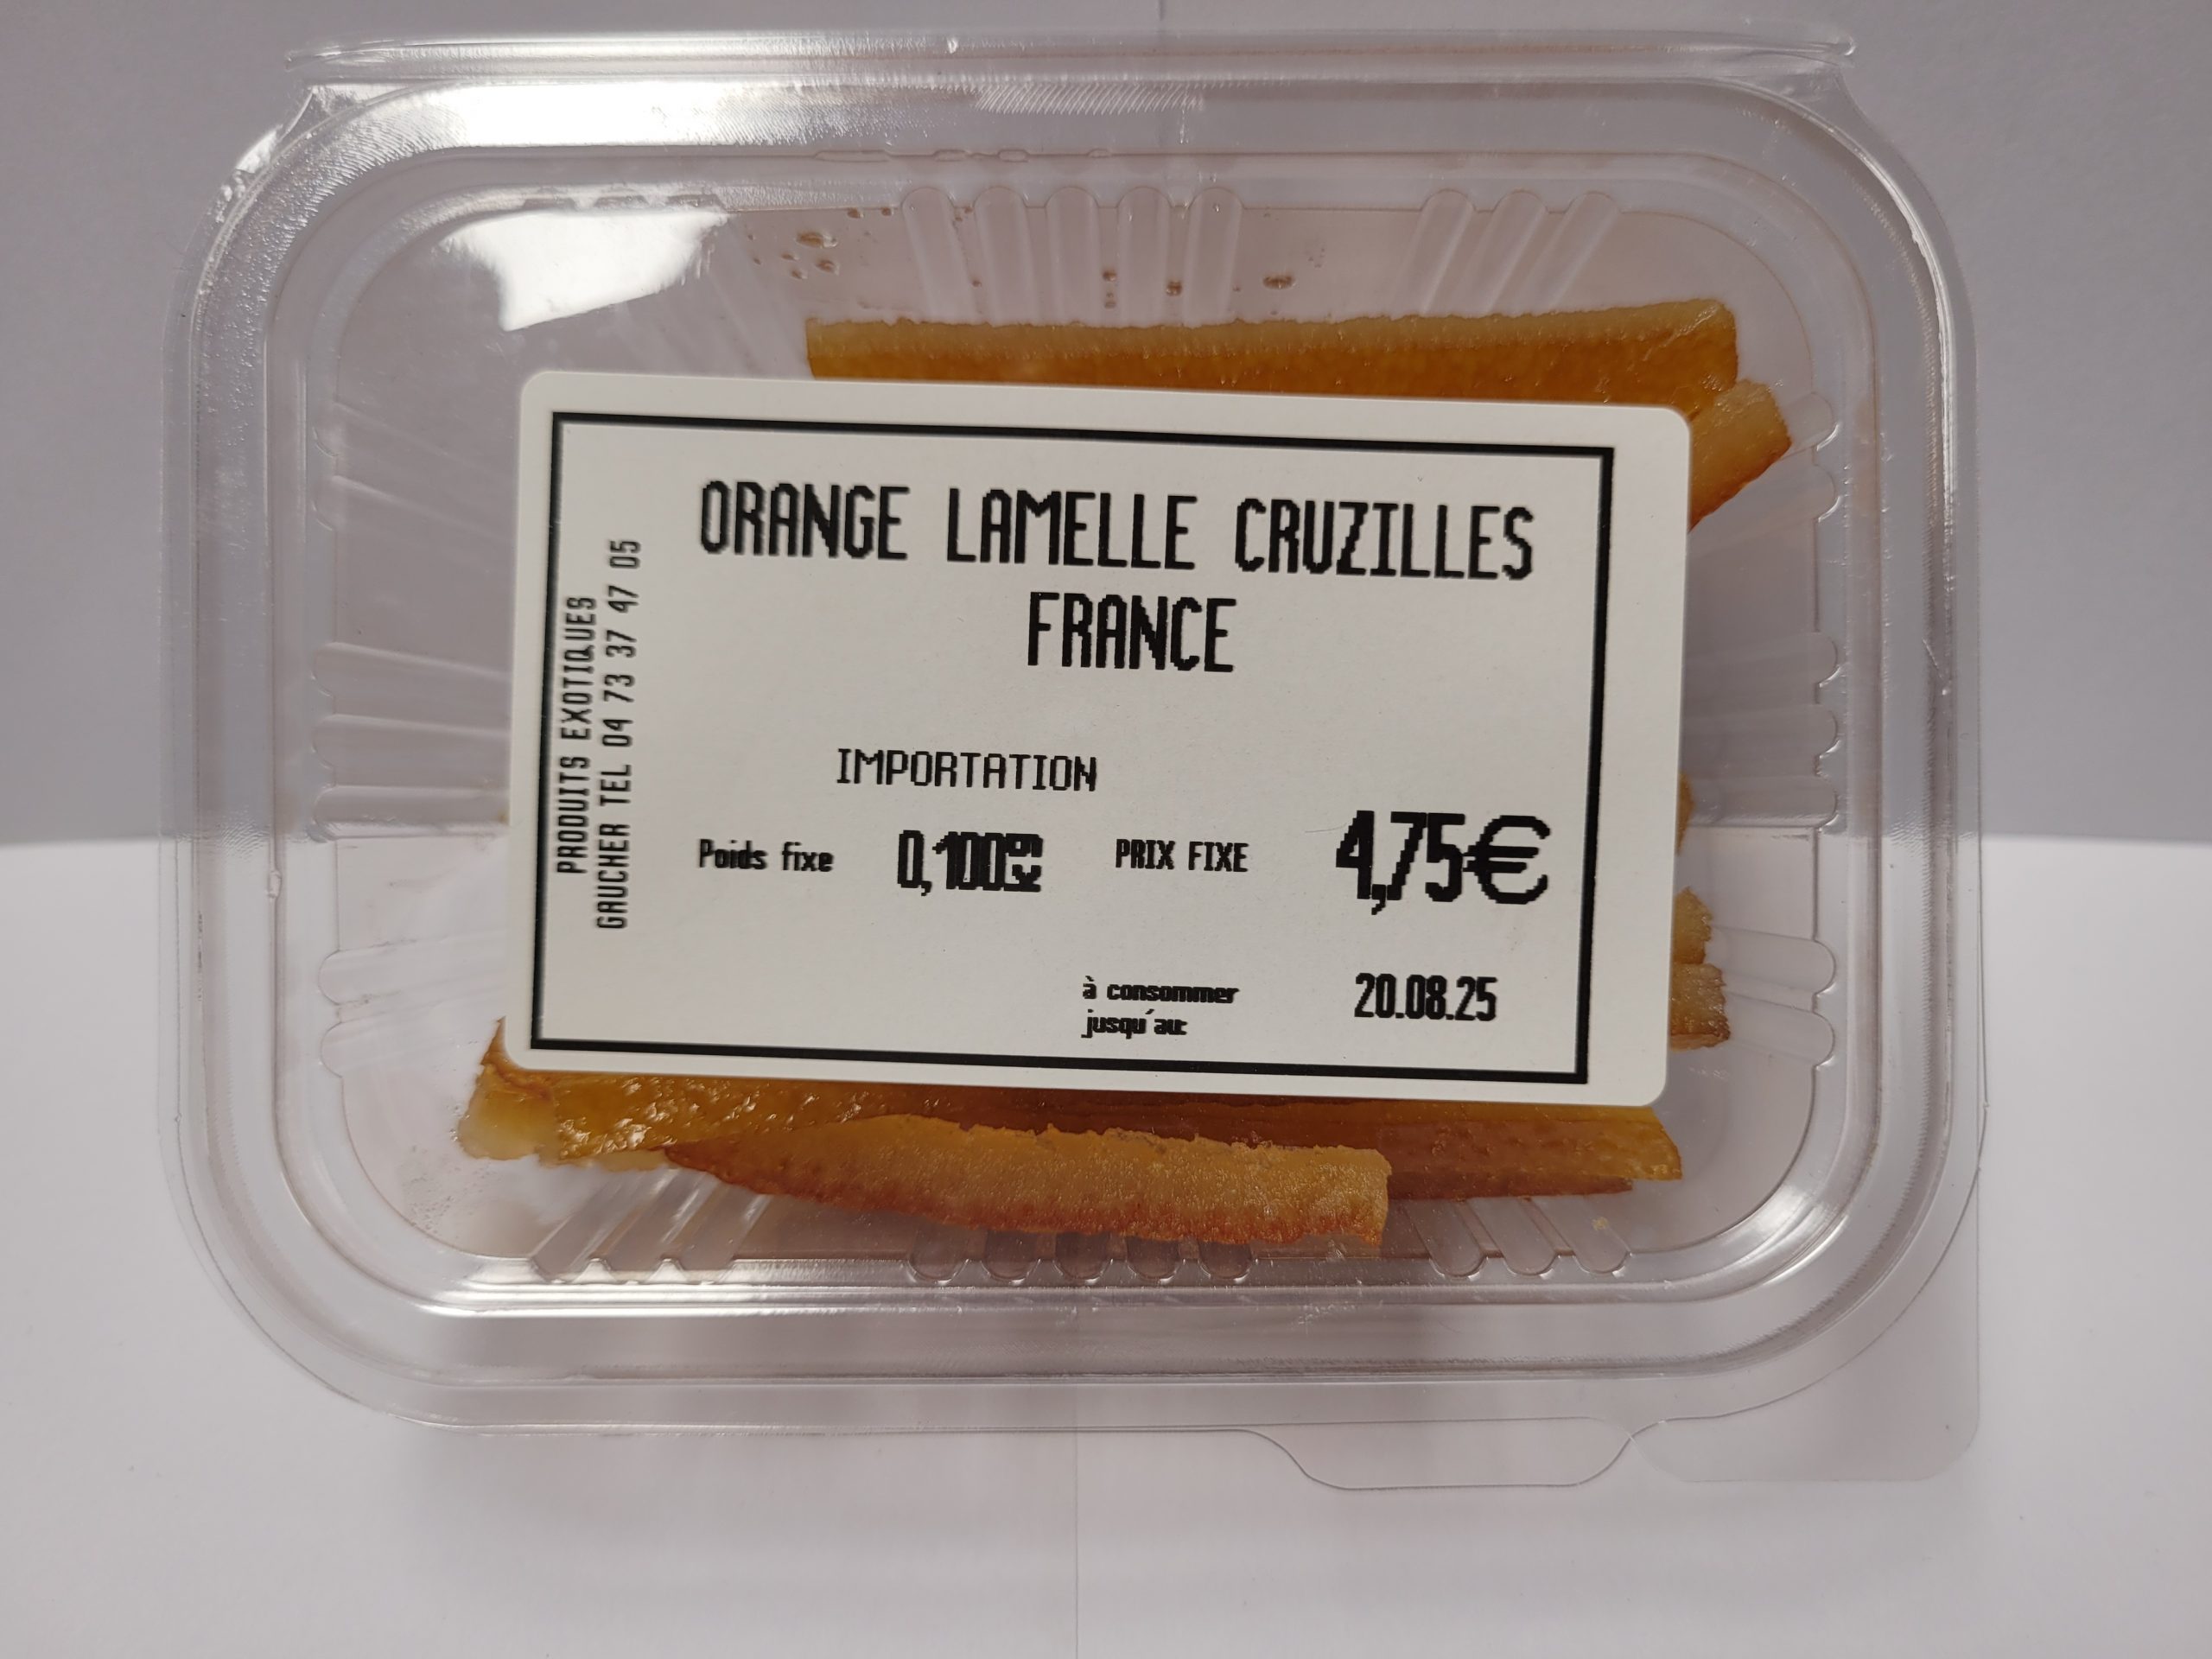 ORANGE LAMELLE CRUZILLES
FRANCE
PRODUITS EXOTIQUES
GAUCHER TEL 04 73 37 47 05
IMPORTATION
Poids fixe 0,100kg PRIX FIXE 4,75€
à consommer 20.08.25
jusqu'au: